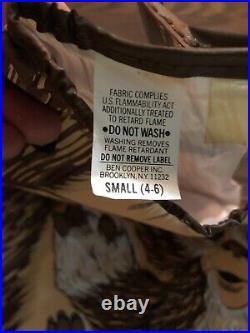 FABRIC COMPLIES
U.S. FLAMMABILITY ACT
ADDITIONALLY TREATED
TO RETARD FLAME
• DO NOT WASH •
WASHING REMOVES
FLAME RETARDANT
DO NOT REMOVE LABEL
BEN COOPER INC.
BROOKLYN, NY 11232
SMALL (4-6)